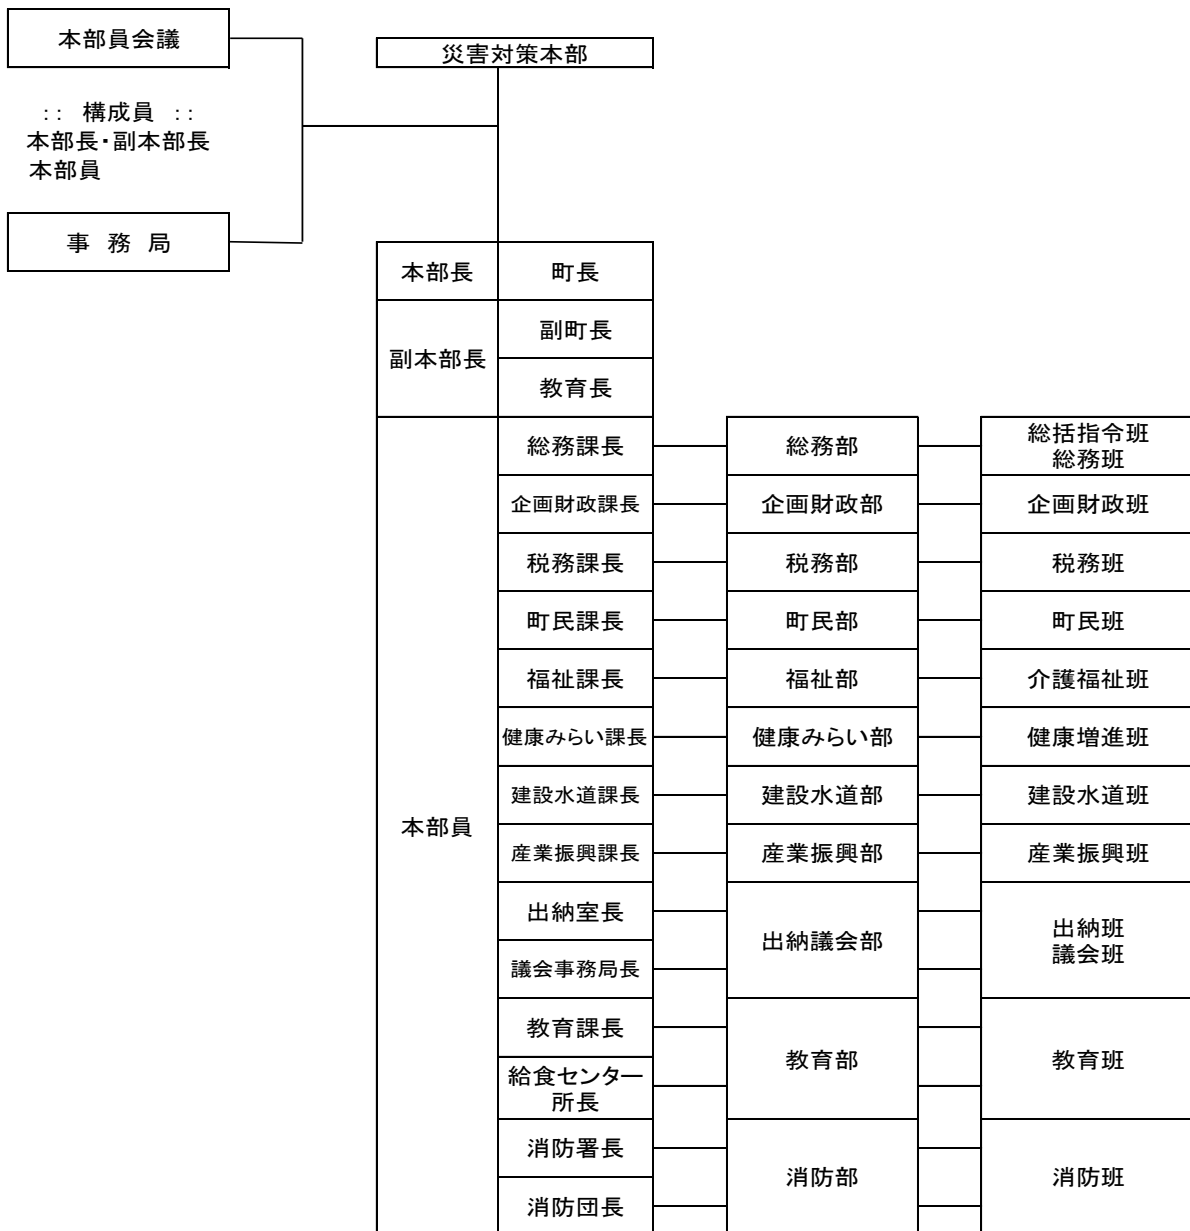 本部員会議
災害対策本部
:: 構成員 ::
本部長・副本部長
本部員
事 務 局
本部長 町長
副本部長
副町長
教育長
本部員
総務課長 総務部 総括指令班
総務班
企画財政課長 企画財政部 企画財政班
税務課長 税務部 税務班
町民課長 町民部 町民班
福祉課長 福祉部 介護福祉班
健康みらい課長 健康みらい部 健康増進班
建設水道課長 建設水道部 建設水道班
産業振興課長 産業振興部 産業振興班
出納室長
議会事務局長
出納議会部
出納班
議会班
教育課長
給食センター
所長
教育部
教育班
消防署長
消防団長
消防部
消防班